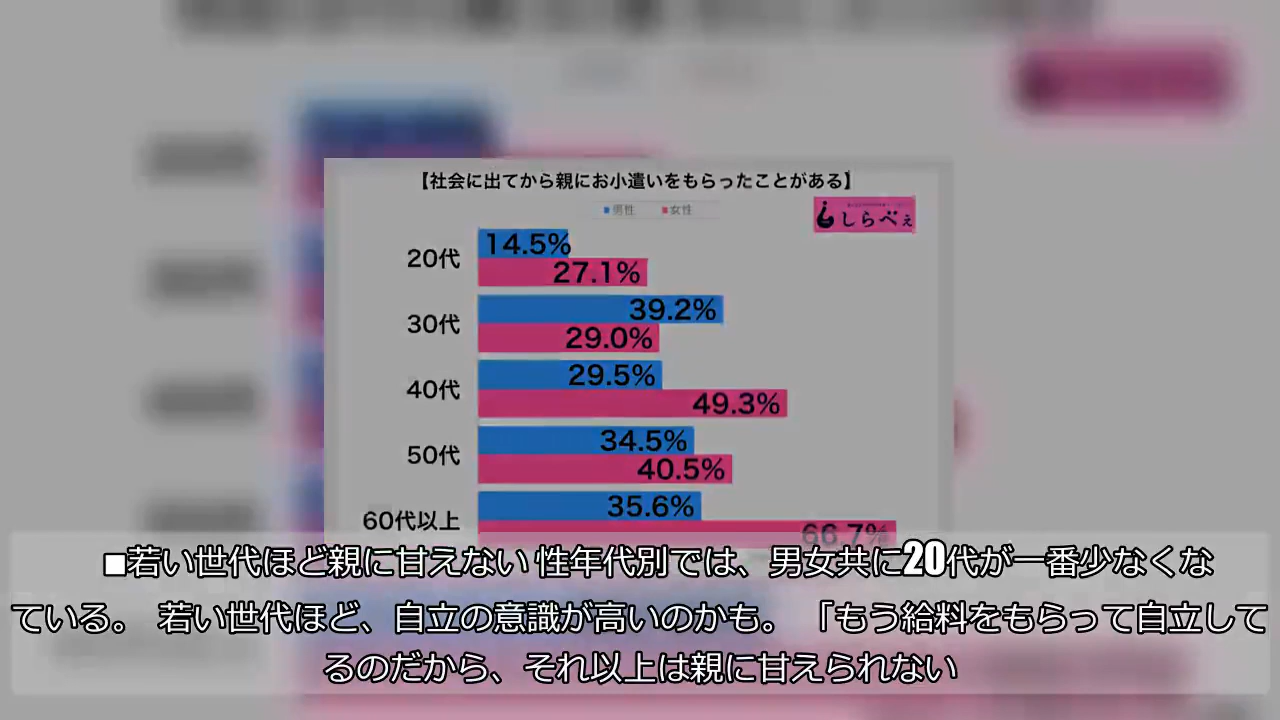 【社会に出てから親にお小遣いをもらったことがある】
男性 女性
しらべぇ
20代 14.5%
27.1%
30代 39.2%
29.0%
40代 29.5%
49.3%
50代 34.5%
40.5%
60代以上 35.6%
66.7%
■若い世代ほど親に甘えない 性年代別では、男女共に20代が一番少なくな
ている。 若い世代ほど、自立の意識が高いのかも。 「もう給料をもらって自立して
るのだから、それ以上は親に甘えられない